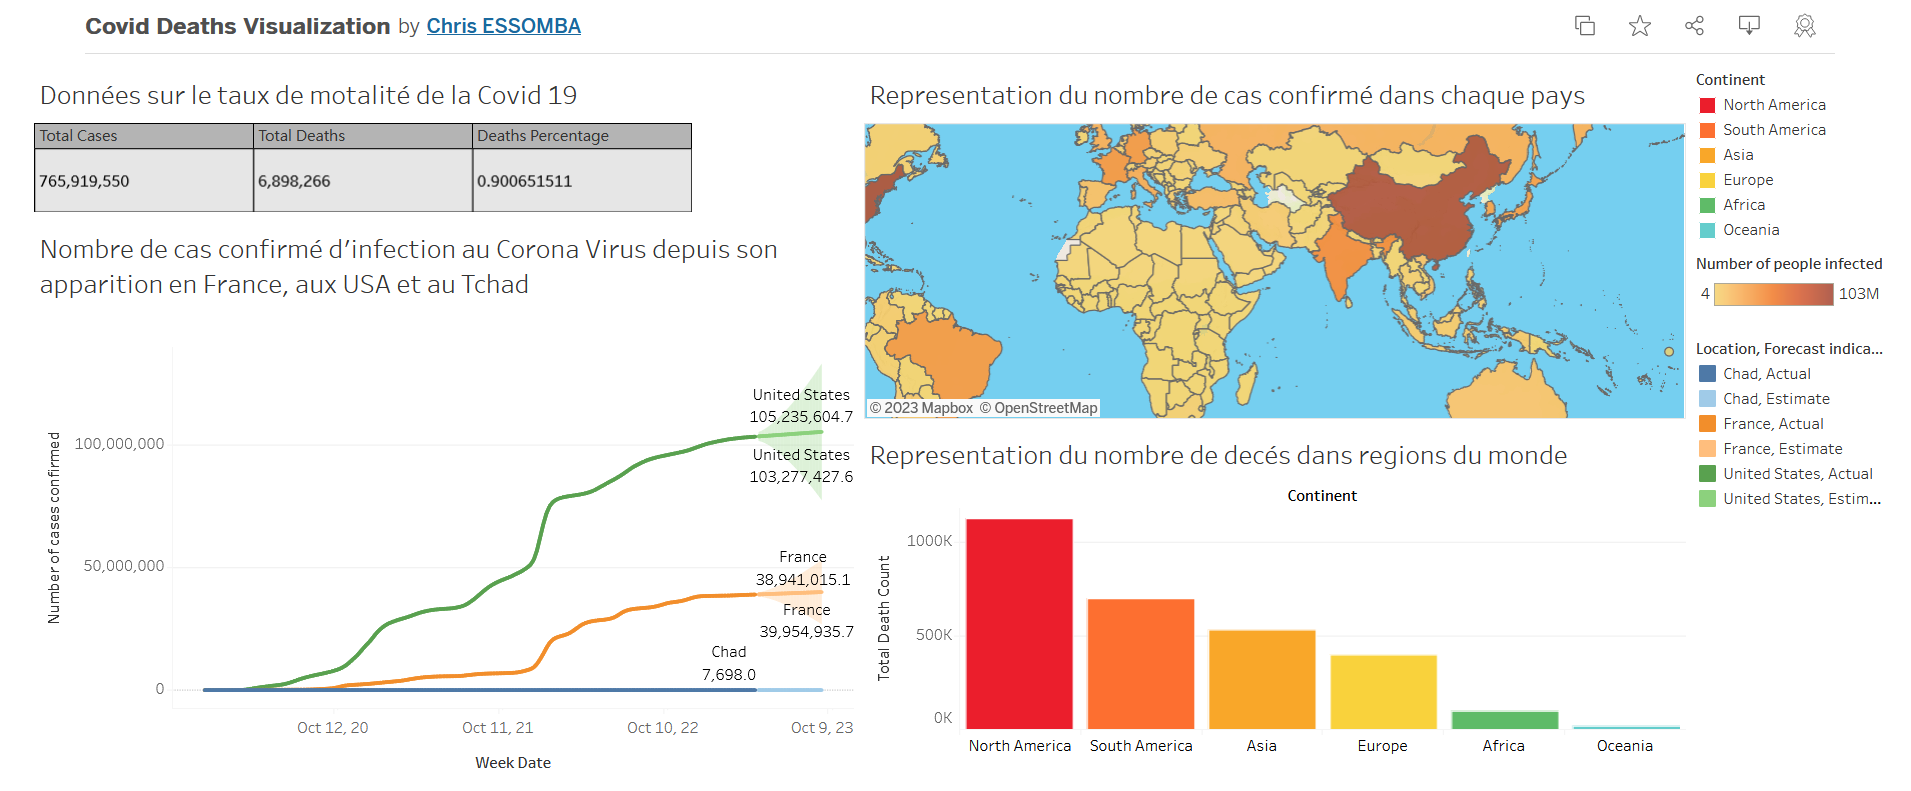 Covid Deaths Visualization by Chris ESSOMBA
Données sur le taux de motalité de la Covid 19
Total Cases Total Deaths Deaths Percentage
765,919,550 6,898,266 0.900651511
Nombre de cas confirmé d’infection au Corona Virus depuis son
apparition en France, aux USA et au Tchad
Number of cases confirmed
100,000,000
50,000,000
0
United States
105,235,604.7
United States
103,277,427.6
France
38,941,015.1
France
39,954,935.7
Chad
7,698.0
Oct 12, 20
Oct 11, 21
Oct 10, 22
Oct 9, 23
Week Date
Representation du nombre de cas confirmé dans chaque pays
© 2023 Mapbox © OpenStreetMap
Representation du nombre de decés dans regions du monde
Continent
Total Death Count
1000K
500K
0K
North America
South America
Asia
Europe
Africa
Oceania
Continent
North America
South America
Asia
Europe
Africa
Oceania
Number of people infected
4 103M
Location, Forecast indica...
Chad, Actual
Chad, Estimate
France, Actual
France, Estimate
United States, Actual
United States, Estim...